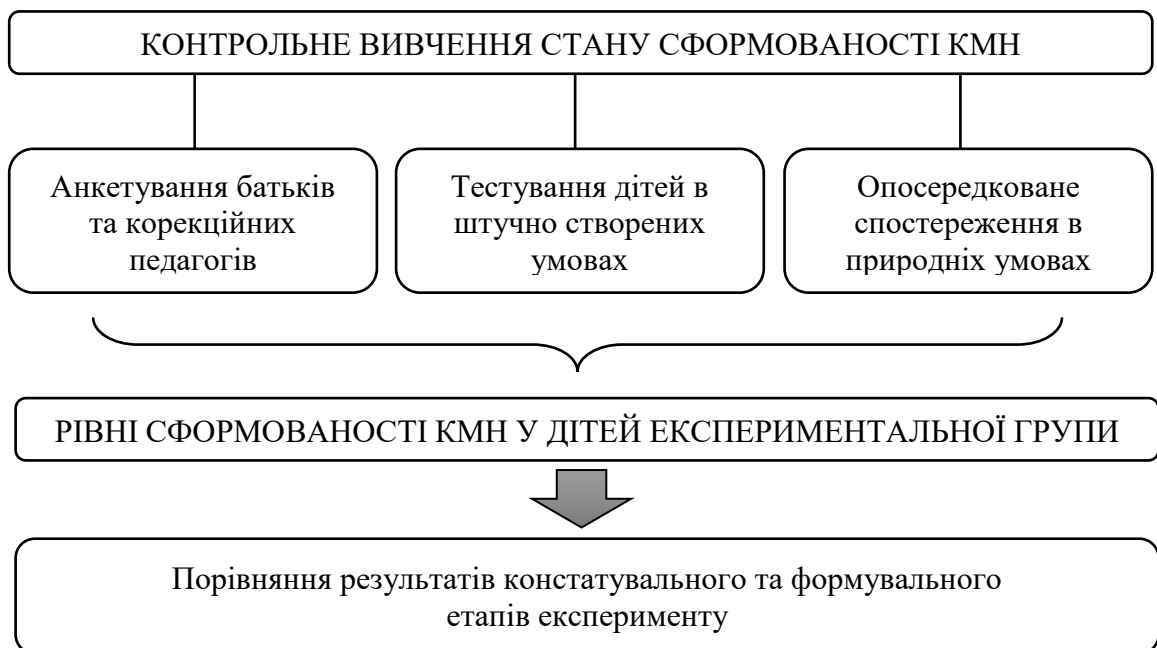 КОНТРОЛЬНЕ ВИВЧЕННЯ СТАНУ СФОРМОВАНОСТІ КМН
Анкетування батьків
та корекційних
педагогів
Тестування дітей в
штучно створених
умовах
Опосередковане
спостереження в
природніх умовах
РІВНІ СФОРМОВАНОСТІ КМН У ДІТЕЙ ЕКСПЕРИМЕНТАЛЬНОЇ ГРУПИ
Порівняння результатів констатувального та формувального
етапів експерименту